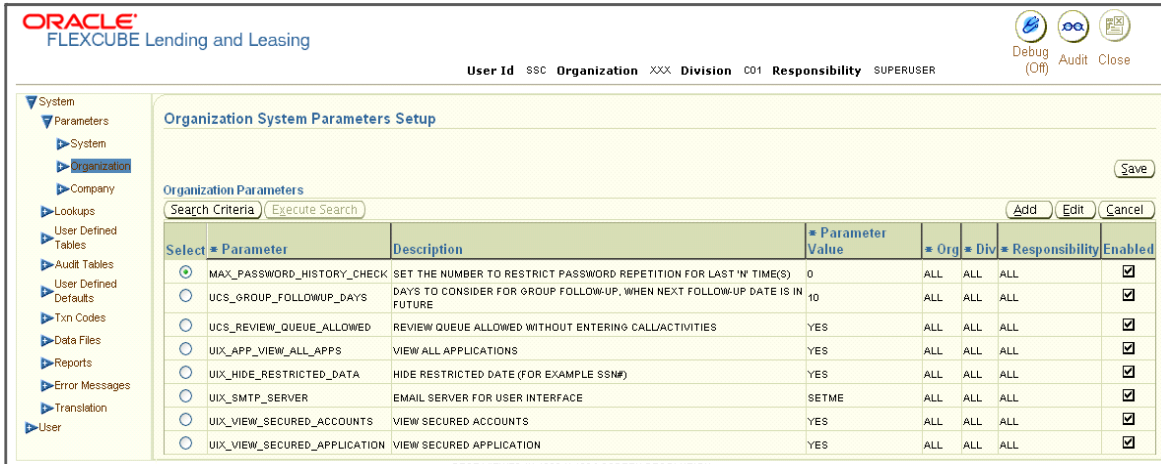 ORACLE®
FLEXCUBE Lending and Leasing
Debug (Off)
Audit
Close
User Id SSC Organization XXX Division C01 Responsibility SUPERUSER
System
Parameters
System
Organization
Company
Lookups
User Defined Tables
Audit Tables
User Defined Defaults
Txn Codes
Data Files
Reports
Error Messages
Translation
User
Organization System Parameters Setup
Save
Organization Parameters
Search Criteria Execute Search Add Edit Cancel
Select * Parameter Description * Parameter Value * Org * Div * Responsibility Enabled
MAX_PASSWORD_HISTORY_CHECK SET THE NUMBER TO RESTRICT PASSWORD REPETITION FOR LAST 'N' TIME(S) 0 ALL ALL ALL
UCS_GROUP_FOLLOWUP_DAYS DAYS TO CONSIDER FOR GROUP FOLLOW-UP, WHEN NEXT FOLLOW-UP DATE IS IN FUTURE 10 ALL ALL ALL
UCS_REVIEW_QUEUE_ALLOWED REVIEW QUEUE ALLOWED WITHOUT ENTERING CALL/ACTIVITIES YES ALL ALL ALL
UIX_APP_VIEW_ALL_APPS VIEW ALL APPLICATIONS YES ALL ALL ALL
UIX_HIDE_RESTRICTED_DATA HIDE RESTRICTED DATE (FOR EXAMPLE SSN#) YES ALL ALL ALL
UIX_SMTP_SERVER EMAIL SERVER FOR USER INTERFACE SETME ALL ALL ALL
UIX_VIEW_SECURED_ACCOUNTS VIEW SECURED ACCOUNTS YES ALL ALL ALL
UIX_VIEW_SECURED_APPLICATION VIEW SECURED APPLICATION YES ALL ALL ALL